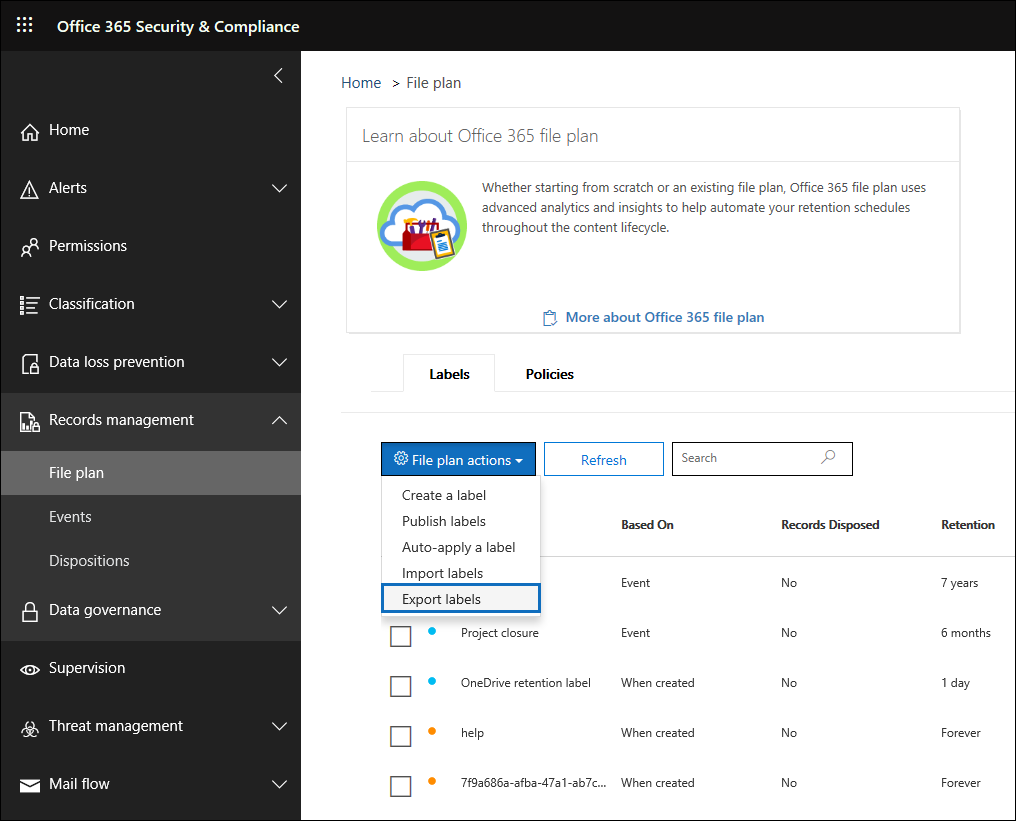 Office 365 Security & Compliance
Home
Alerts
Permissions
Classification
Data loss prevention
Records management
File plan
Events
Dispositions
Data governance
Supervision
Threat management
Mail flow
Home > File plan
Learn about Office 365 file plan
Whether starting from scratch or an existing file plan, Office 365 file plan uses
advanced analytics and insights to help automate your retention schedules
throughout the content lifecycle.
More about Office 365 file plan
Labels Policies
File plan actions Refresh Search
Create a label
Publish labels
Auto-apply a label
Import labels
Export labels
Based On Records Disposed Retention
Event No 7 years
Project closure Event No 6 months
OneDrive retention label When created No 1 day
help When created No Forever
7f9a686a-afba-47a1-ab7c... When created No Forever